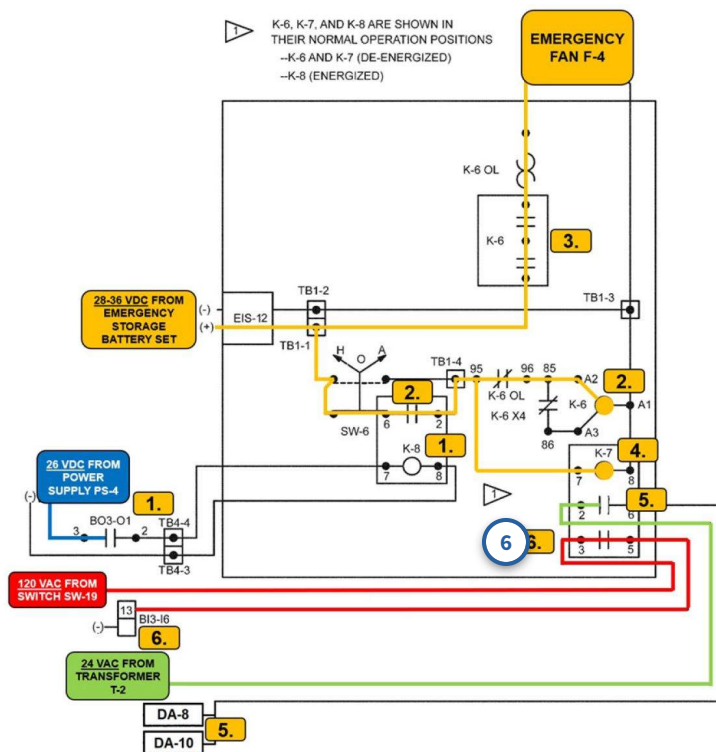 1
K-6, K-7, AND K-8 ARE SHOWN IN
THEIR NORMAL OPERATION POSITIONS
--K-6 AND K-7 (DE-ENERGIZED)
--K-8 (ENERGIZED)
EMERGENCY
FAN F-4
K-6 OL
K-6
3.
28-36 VDC FROM
EMERGENCY
STORAGE
BATTERY SET
(-)
(+)
EIS-12
TB1-2
TB1-1
TB1-3
H
O
A
TB1-4
95
96
85
A2
2.
K-6 OL
K-6 X4
K-6
A1
86
A3
2.
SW-6
6
2
1.
K-8
7
8
K-7
4.
7
8
26 VDC FROM
POWER
SUPPLY PS-4
(-)
1.
3
BO3-O1
2
TB4-4
TB4-3
1
2
6
5.
6
6.
3
5
120 VAC FROM
SWITCH SW-19
13
(-)
BI3-I6
6.
24 VAC FROM
TRANSFORMER
T-2
DA-8
5.
DA-10